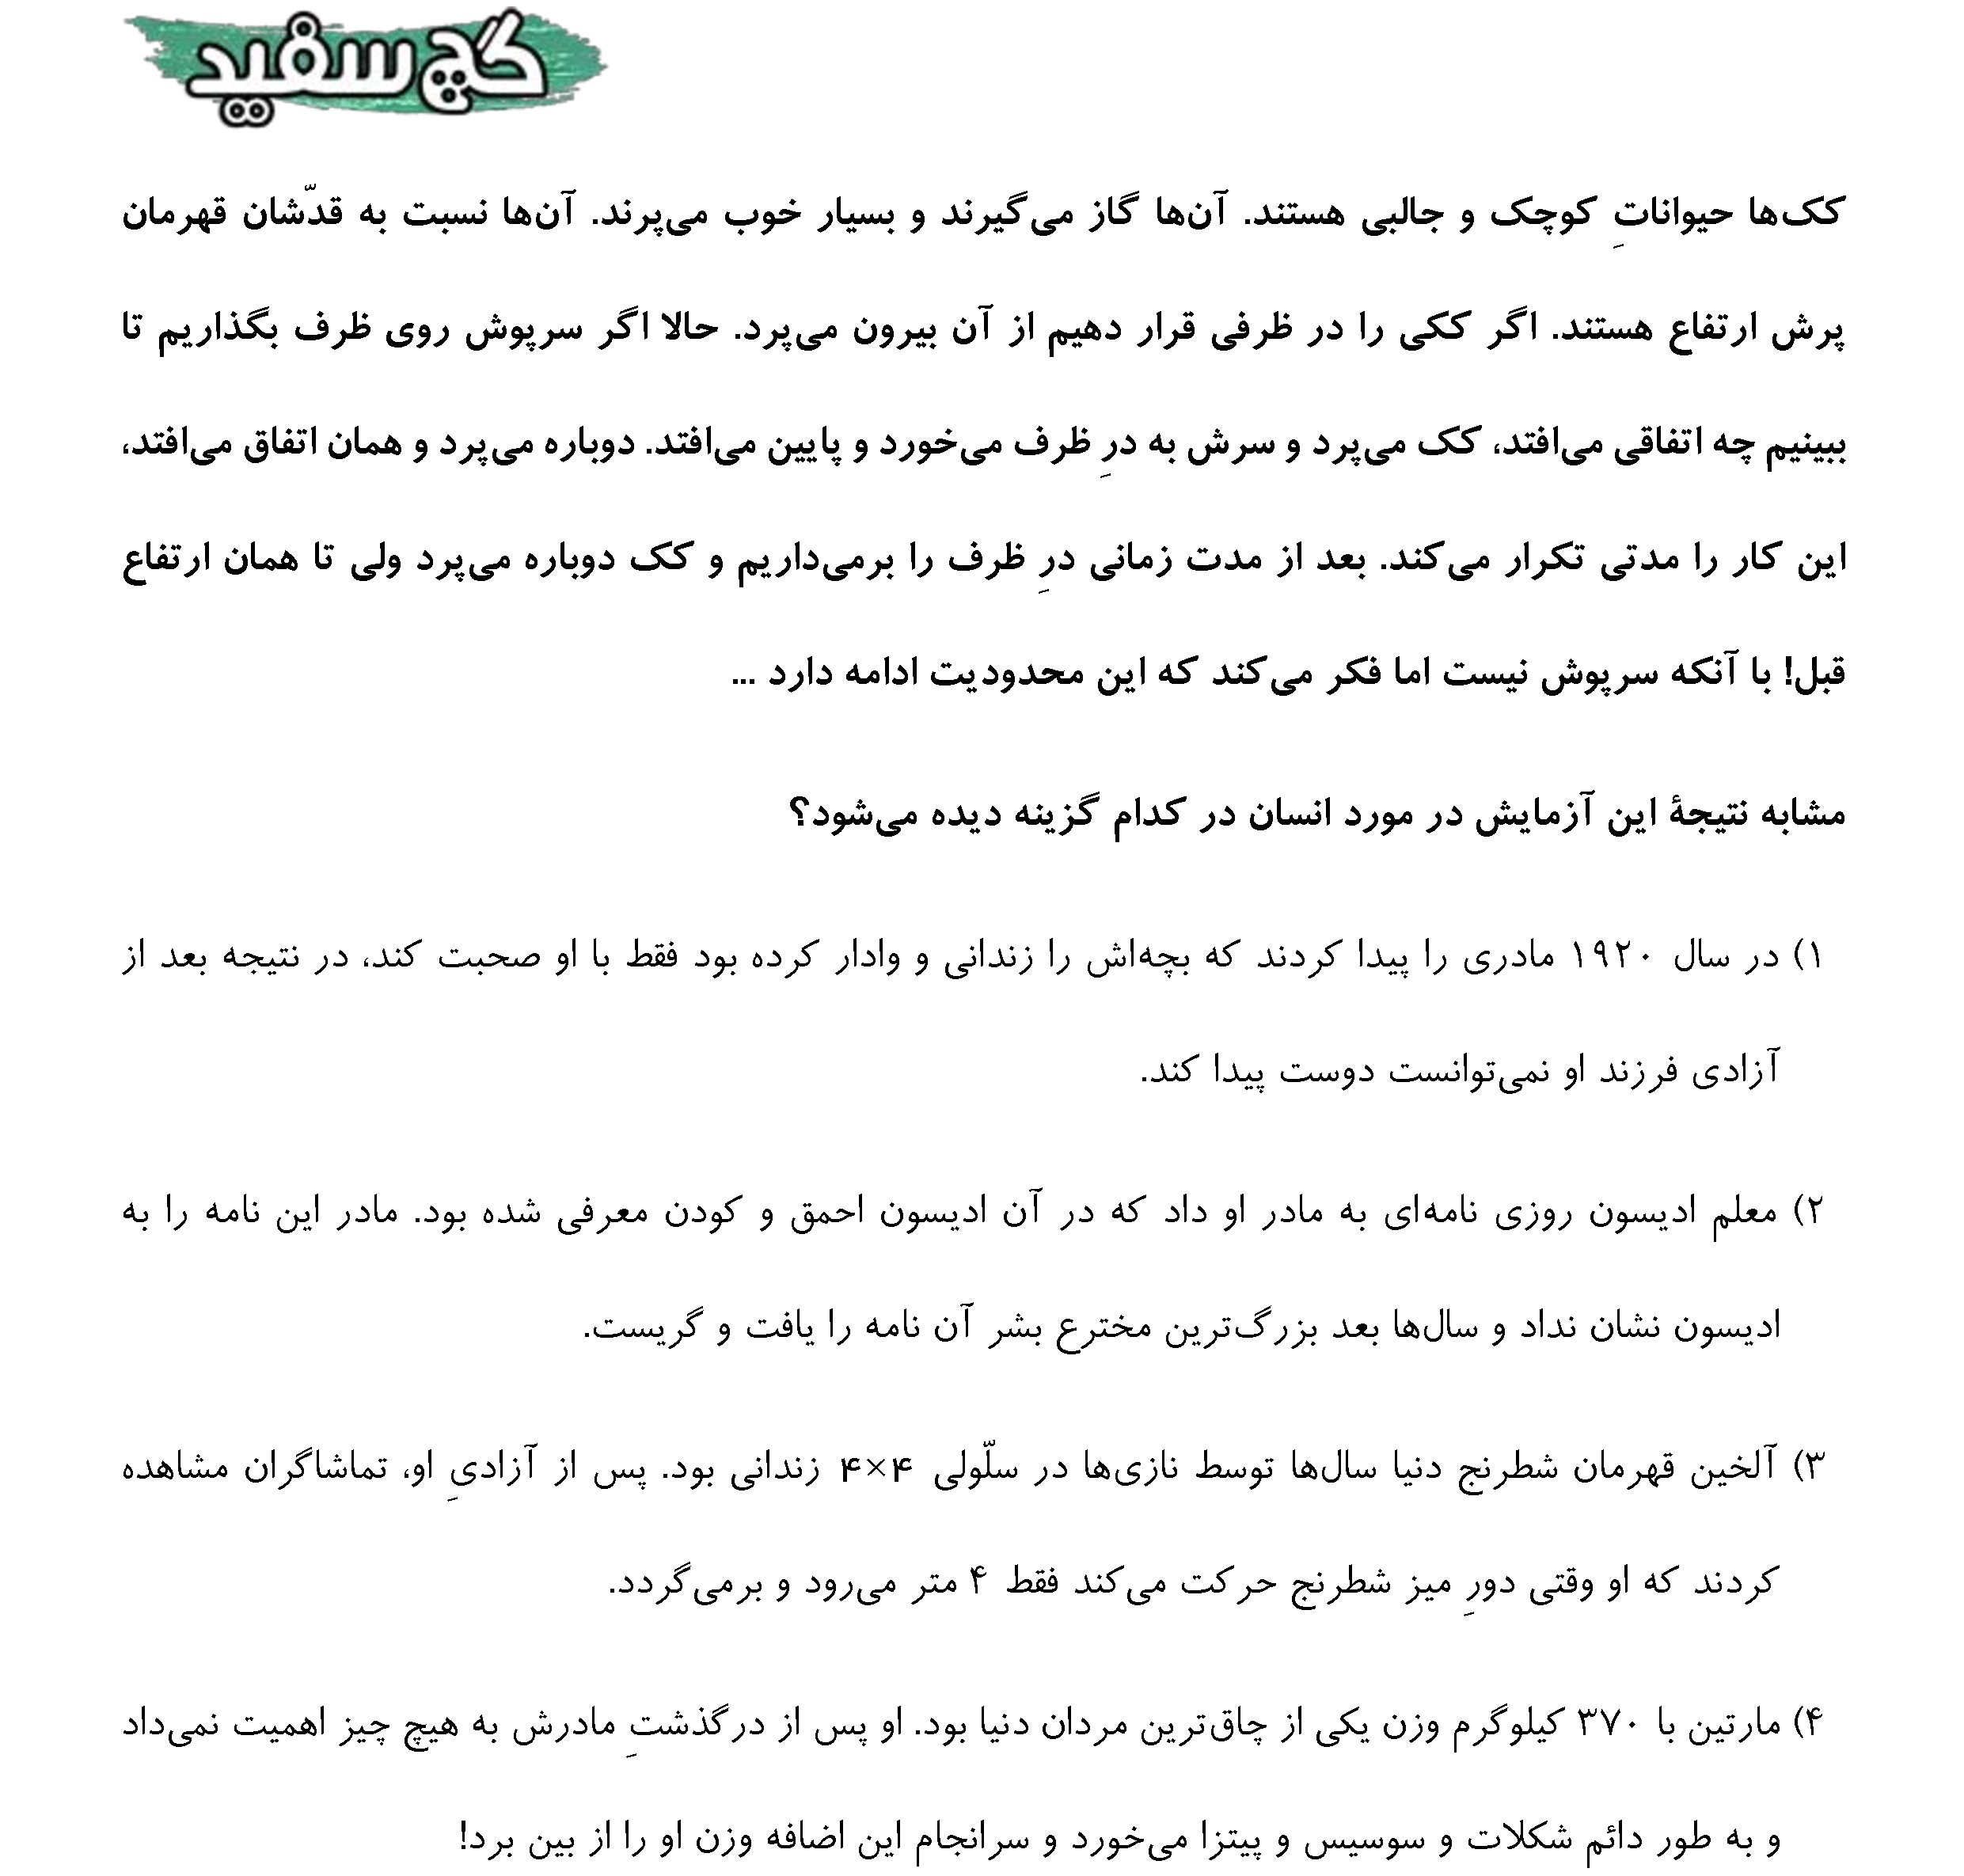 گچ سفید
کک‌ها حیواناتِ کوچک و جالبی هستند. آن‌ها گاز می‌گیرند و بسیار خوب می‌پرند. آن‌ها نسبت به قدّشان قهرمان
پرش ارتفاع هستند. اگر ککی را در ظرفی قرار دهیم از آن بیرون می‌پرد. حالا اگر سرپوش روی ظرف بگذاریم تا
ببینیم چه اتفاقی می‌افتد، کک می‌پرد و سرش به درِ ظرف می‌خورد و پایین می‌افتد. دوباره می‌پرد و همان اتفاق می‌افتد،
این کار را مدتی تکرار می‌کند. بعد از مدت زمانی درِ ظرف را برمی‌داریم و کک دوباره می‌پرد ولی تا همان ارتفاع
قبل! با آنکه سرپوش نیست اما فکر می‌کند که این محدودیت ادامه دارد ...
مشابه نتیجهٔ این آزمایش در مورد انسان در کدام گزینه دیده می‌شود؟
۱) در سال ۱۹۲۰ مادری را پیدا کردند که بچه‌اش را زندانی و وادار کرده بود فقط با او صحبت کند، در نتیجه بعد از
آزادی فرزند او نمی‌توانست دوست پیدا کند.
۲) معلم ادیسون روزی نامه‌ای به مادر او داد که در آن ادیسون احمق و کودن معرفی شده بود. مادر این نامه را به
ادیسون نشان نداد و سال‌ها بعد بزرگ‌ترین مخترع بشر آن نامه را یافت و گریست.
۳) آلخین قهرمان شطرنج دنیا سال‌ها توسط نازی‌ها در سلّولی ۴×۴ زندانی بود. پس از آزادیِ او، تماشاگران مشاهده
کردند که او وقتی دورِ میز شطرنج حرکت می‌کند فقط ۴ متر می‌رود و برمی‌گردد.
۴) مارتین با ۳۷۰ کیلوگرم وزن یکی از چاق‌ترین مردان دنیا بود. او پس از درگذشتِ مادرش به هیچ چیز اهمیت نمی‌داد
و به طور دائم شکلات و سوسیس و پیتزا می‌خورد و سرانجام این اضافه وزن او را از بین برد!